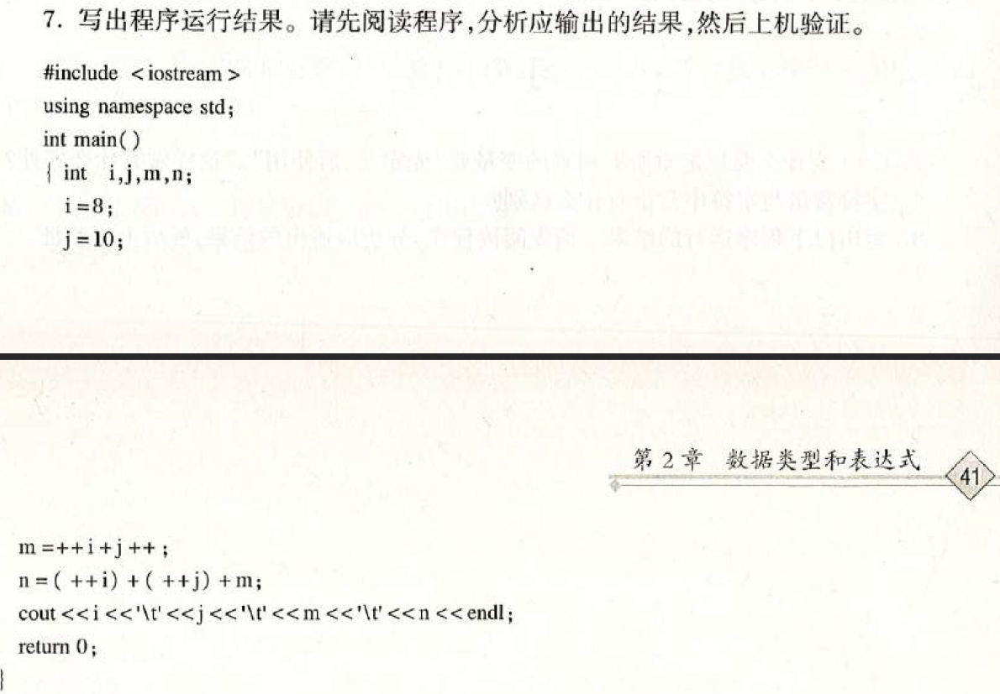 7. 写出程序运行结果。请先阅读程序,分析应输出的结果,然后上机验证。
#include <iostream>
using namespace std;
int main( )
{ int i,j,m,n;
i=8;
j=10;
第 2 章 数据类型和表达式 41
m=++i+j++;
n=( ++i)+( ++j)+m;
cout<<i<<'\t'<<j<<'\t'<<m<<'\t'<<n<<endl;
return 0;
}